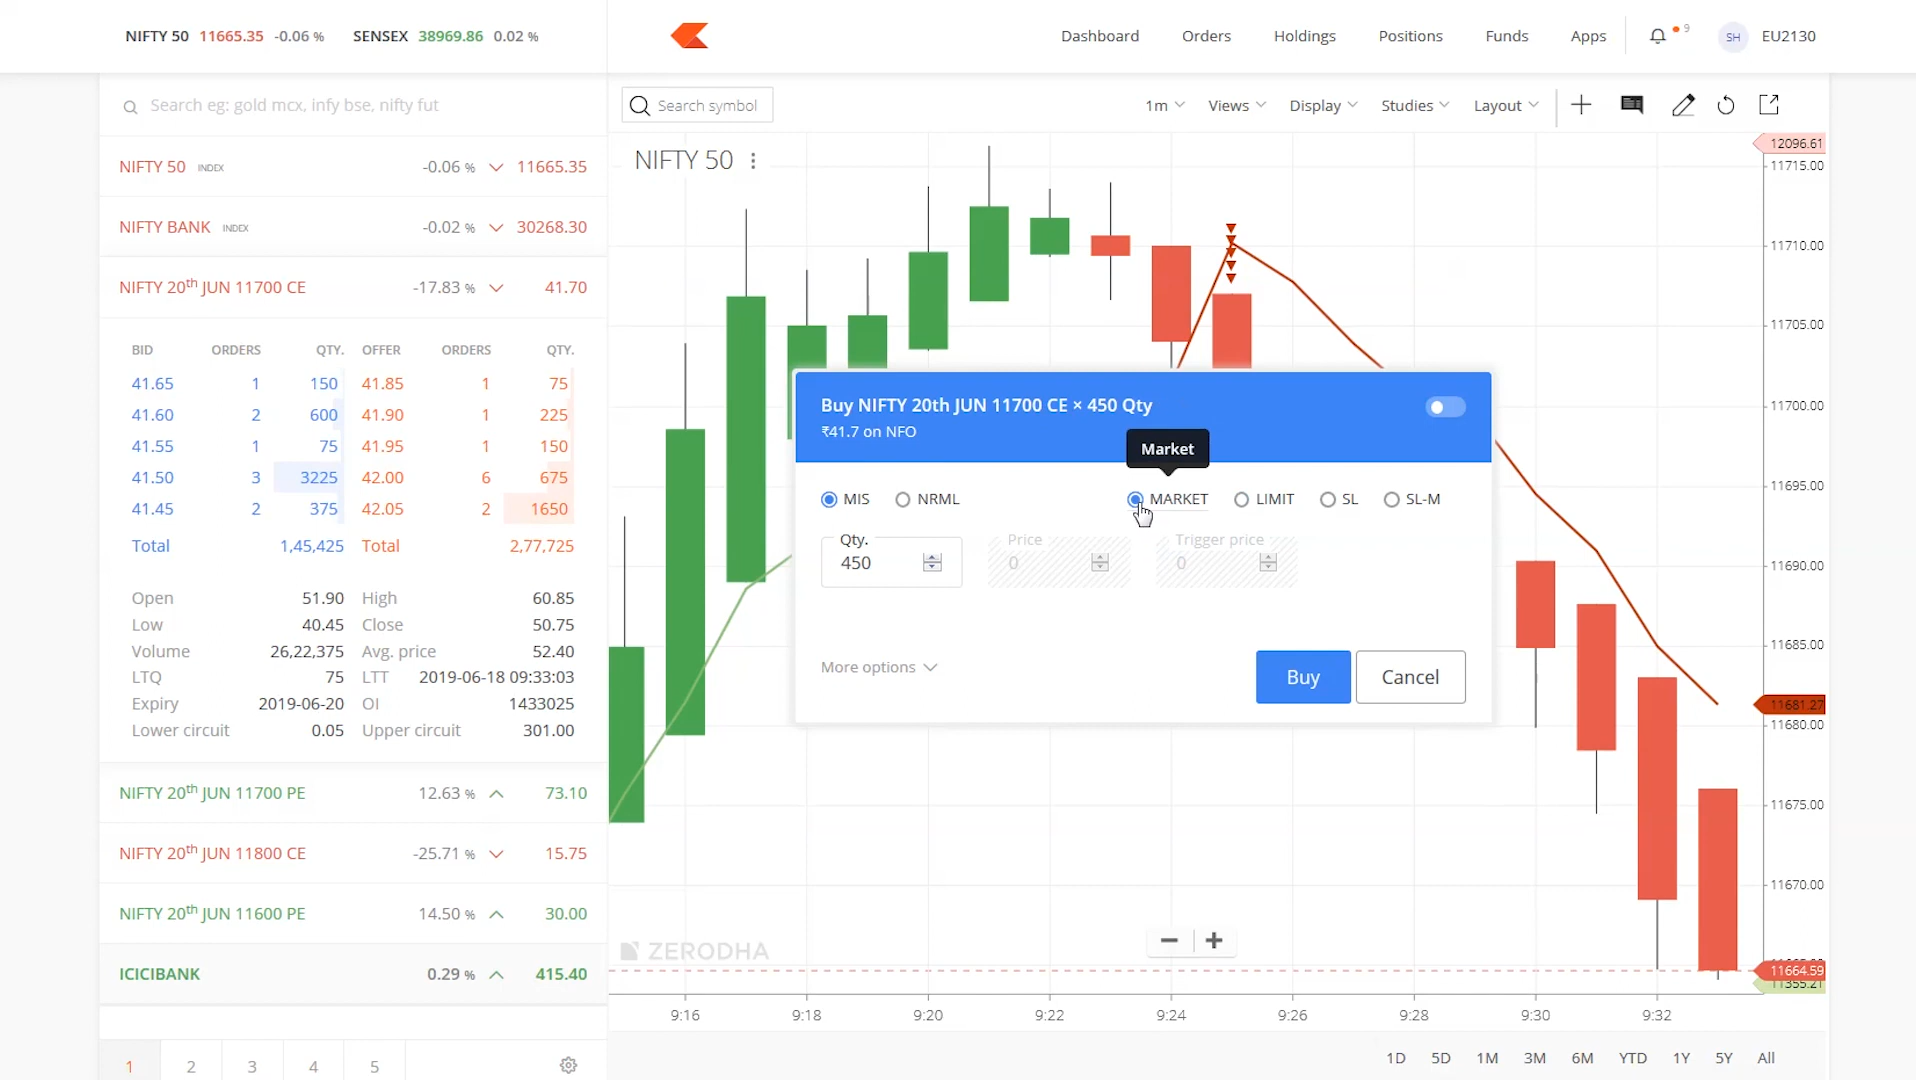 NIFTY 50 11665.35 -0.06 % SENSEX 38969.86 0.02 %
Dashboard Orders Holdings Positions Funds Apps 9 SH EU2130
Search eg: gold mcx, infy bse, nifty fut
Search symbol 1m Views Display Studies Layout
NIFTY 50 INDEX -0.06 % 11665.35
NIFTY BANK INDEX -0.02 % 30268.30
NIFTY 20th JUN 11700 CE -17.83 % 41.70
BID ORDERS QTY. OFFER ORDERS QTY.
41.65 1 150 41.85 1 75
41.60 2 600 41.90 1 225
41.55 1 75 41.95 1 150
41.50 3 3225 42.00 6 675
41.45 2 375 42.05 2 1650
Total 1,45,425 Total 2,77,725
Open 51.90 High 60.85
Low 40.45 Close 50.75
Volume 26,22,375 Avg. price 52.40
LTQ 75 LTT 2019-06-18 09:33:03
Expiry 2019-06-20 OI 1433025
Lower circuit 0.05 Upper circuit 301.00
NIFTY 20th JUN 11700 PE 12.63 % 73.10
NIFTY 20th JUN 11800 CE -25.71 % 15.75
NIFTY 20th JUN 11600 PE 14.50 % 30.00
ICICIBANK 0.29 % 415.40
1 2 3 4 5
NIFTY 50
12096.61
11715.00
11710.00
11705.00
11700.00
11695.00
11690.00
11685.00
11681.27
11680.00
11675.00
11670.00
11664.59
11355.21
Buy NIFTY 20th JUN 11700 CE × 450 Qty
₹41.7 on NFO
Market
MIS NRML MARKET LIMIT SL SL-M
Qty. Price Trigger price
450 0 0
More options Buy Cancel
ZERODHA
9:16 9:18 9:20 9:22 9:24 9:26 9:28 9:30 9:32
1D 5D 1M 3M 6M YTD 1Y 5Y All